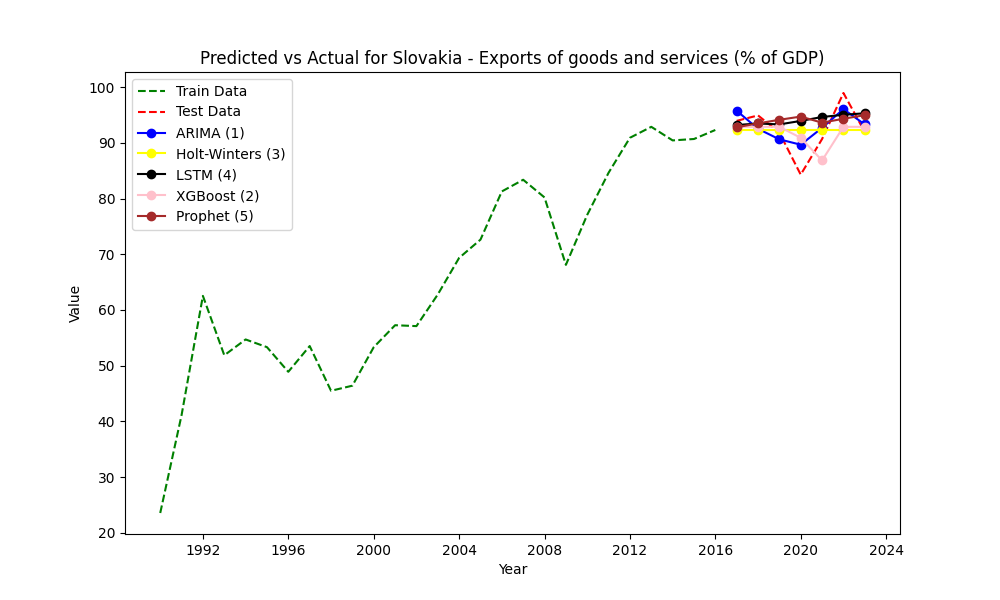 Predicted vs Actual for Slovakia - Exports of goods and services (% of GDP)
Train Data
Test Data
ARIMA (1)
Holt-Winters (3)
LSTM (4)
XGBoost (2)
Prophet (5)
100
90
80
70
60
50
40
30
20
Value
1992 1996 2000 2004 2008 2012 2016 2020 2024
Year